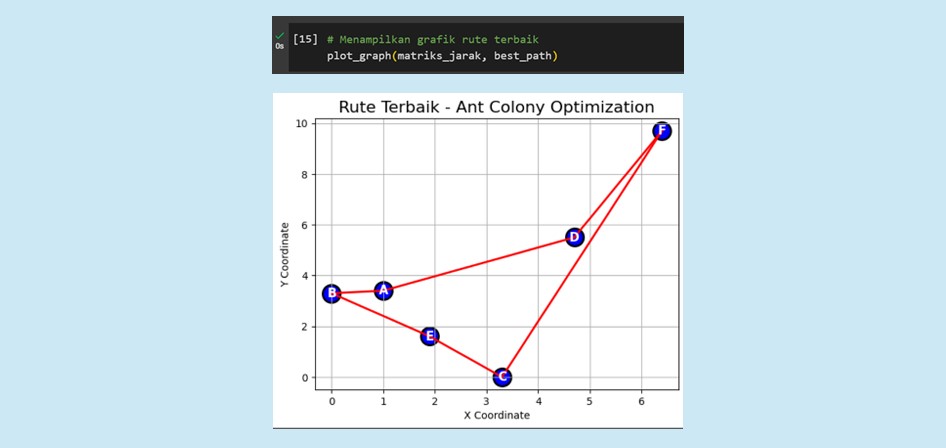 [15] # Menampilkan grafik rute terbaik
0s
plot_graph(matriks_jarak, best_path)
Rute Terbaik - Ant Colony Optimization
10
8
6
4
2
0
Y Coordinate
F
D
A
B
E
C
0 1 2 3 4 5 6
X Coordinate